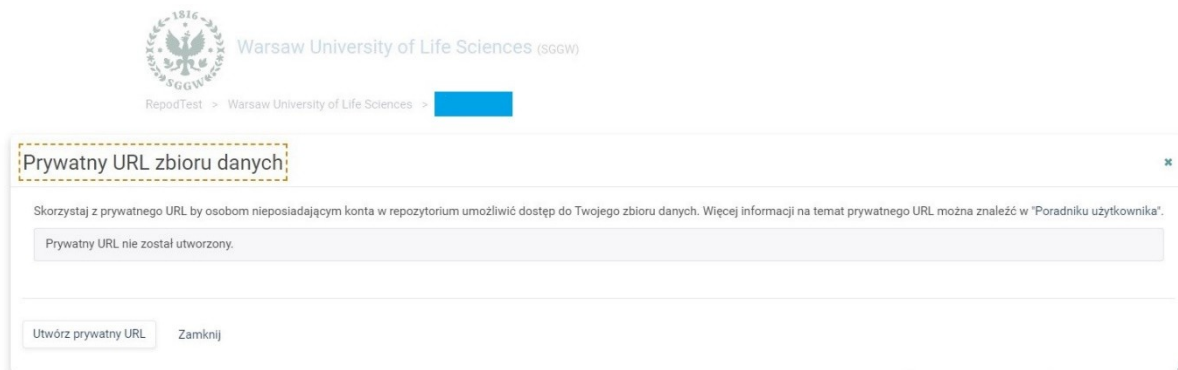 1816
SGGW
Warsaw University of Life Sciences (SGGW)
RepodTest > Warsaw University of Life Sciences >
Prywatny URL zbioru danych
Skorzystaj z prywatnego URL by osobom nieposiadającym konta w repozytorium umożliwić dostęp do Twojego zbioru danych. Więcej informacji na temat prywatnego URL można znaleźć w "Poradniku użytkownika".
Prywatny URL nie został utworzony.
Utwórz prywatny URL Zamknij